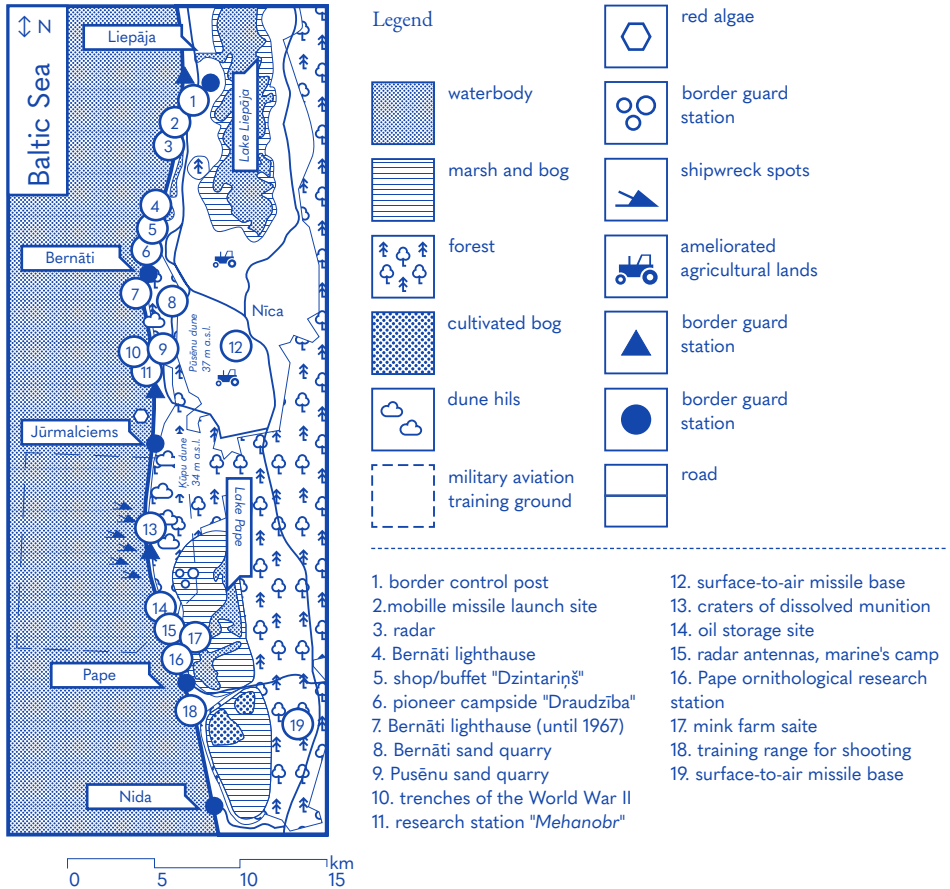 N
Baltic Sea
Liepāja
Lake Liepāja
1
2
3
4
5
6
Bernāti
7
8
Nīca
Pūsēnu dune
37 m a.s.l.
9
10
11
12
Jūrmalciems
Ķūpu dune
34 m a.s.l.
Lake Pape
13
14
15
16
17
Pape
18
19
Nida
0 5 10 15
km
Legend
waterbody
marsh and bog
forest
cultivated bog
dune hils
military aviation
training ground
red algae
border guard
station
shipwreck spots
ameliorated
agricultural lands
border guard
station
border guard
station
road
1. border control post
2.mobille missile launch site
3. radar
4. Bernāti lighthouse
5. shop/buffet "Dzintariņš"
6. pioneer campside "Draudzība"
7. Bernāti lighthouse (until 1967)
8. Bernāti sand quarry
9. Pusēnu sand quarry
10. trenches of the World War II
11. research station "Mehanobr"
12. surface-to-air missile base
13. craters of dissolved munition
14. oil storage site
15. radar antennas, marine's camp
16. Pape ornithological research
station
17. mink farm saite
18. training range for shooting
19. surface-to-air missile base